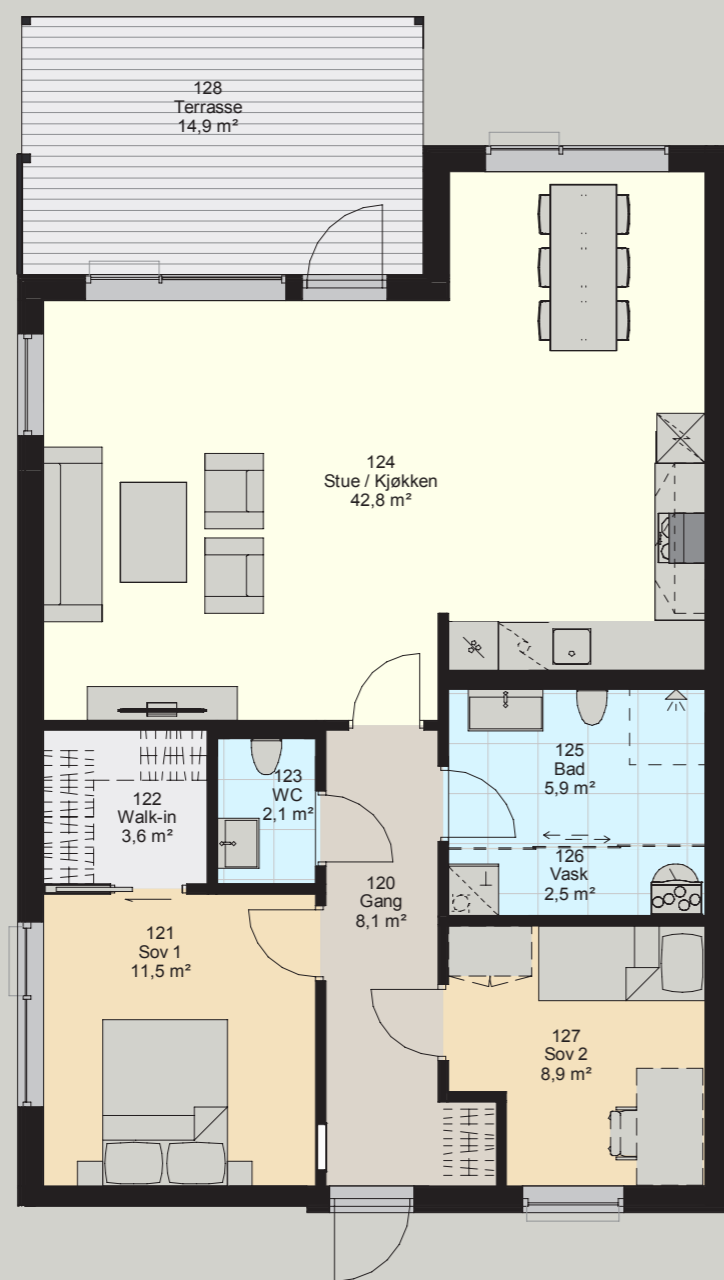 128
Terrasse
14,9 m²
124
Stue / Kjøkken
42,8 m²
125
Bad
5,9 m²
123
WC
2,1 m²
122
Walk-in
3,6 m²
126
Vask
2,5 m²
120
Gang
8,1 m²
121
Sov 1
11,5 m²
127
Sov 2
8,9 m²